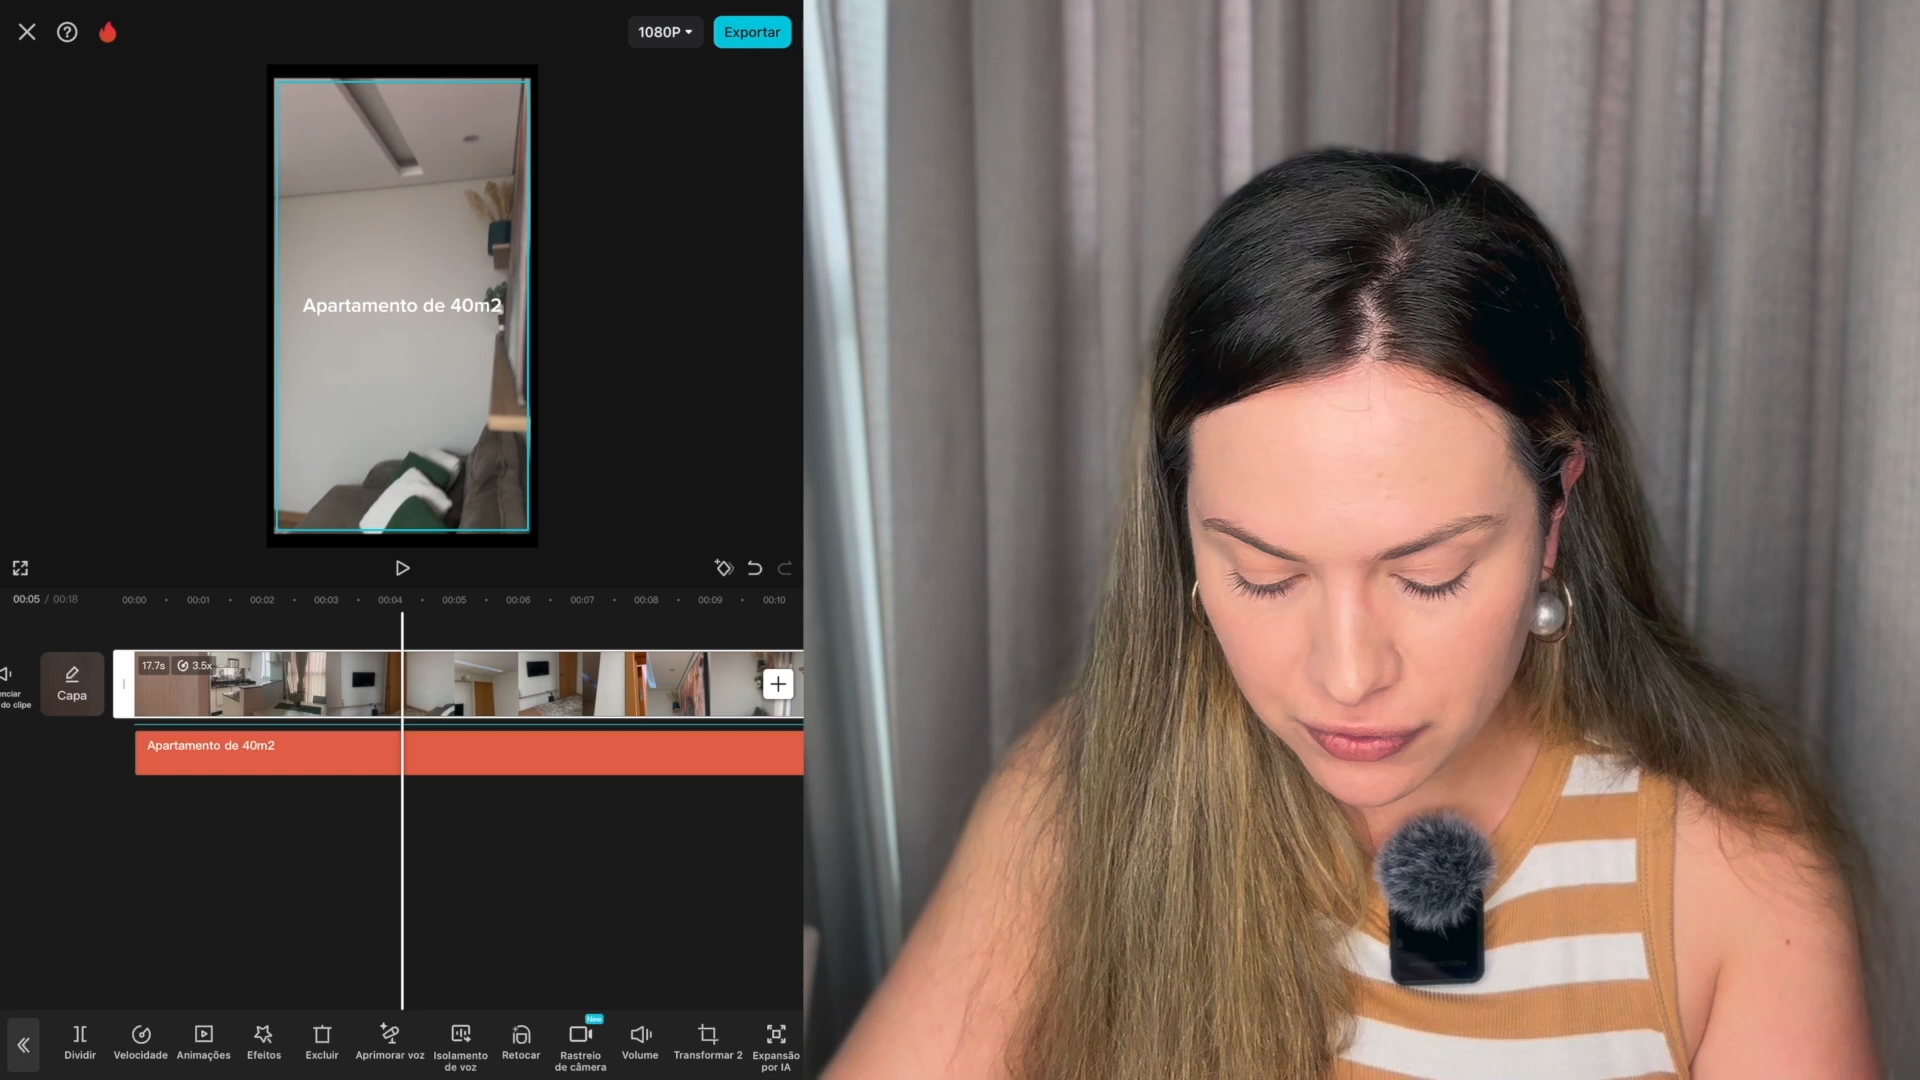 1080P
Exportar
Apartamento de 40m2
00:05 / 00:18
00:00
00:01
00:02
00:03
00:04
00:05
00:06
00:07
00:08
00:09
00:10
enciar
do clipe
Capa
17.7s
3.5x
Apartamento de 40m2
New
Dividir
Velocidade
Animações
Efeitos
Excluir
Aprimorar voz
Isolamento
de voz
Retocar
Rastreio
de câmera
Volume
Transformar 2
Expansão
por IA